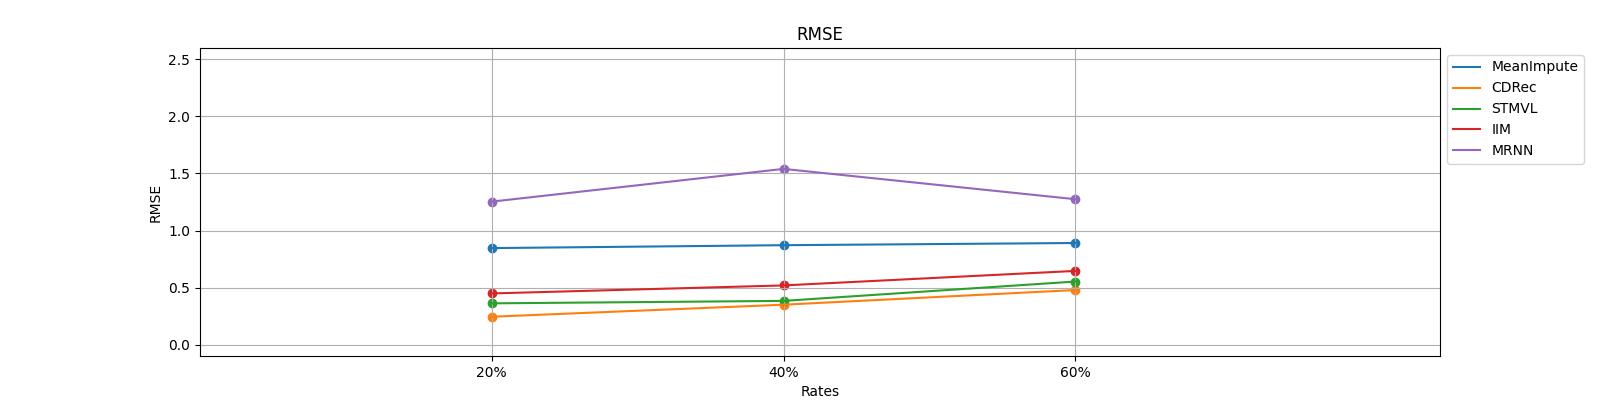 RMSE
2.5
2.0
1.5
1.0
0.5
0.0
RMSE
20%
40%
60%
Rates
MeanImpute
CDRec
STMVL
IIM
MRNN